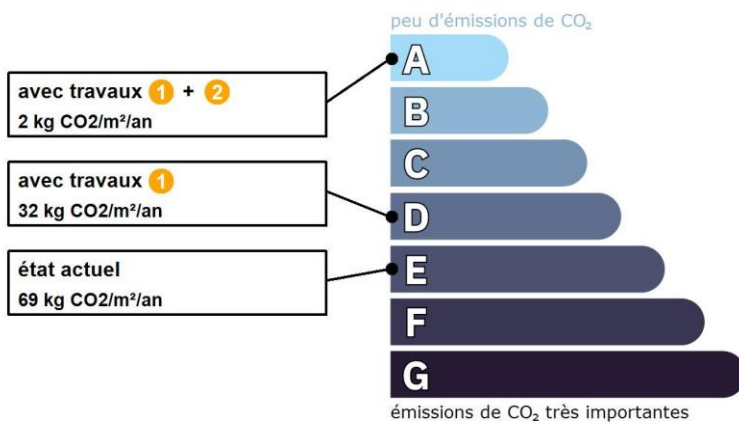 peu d'émissions de CO₂
A
avec travaux 1 + 2
2 kg CO2/m²/an
B
C
avec travaux 1
32 kg CO2/m²/an
D
état actuel
69 kg CO2/m²/an
E
F
G
émissions de CO₂ très importantes